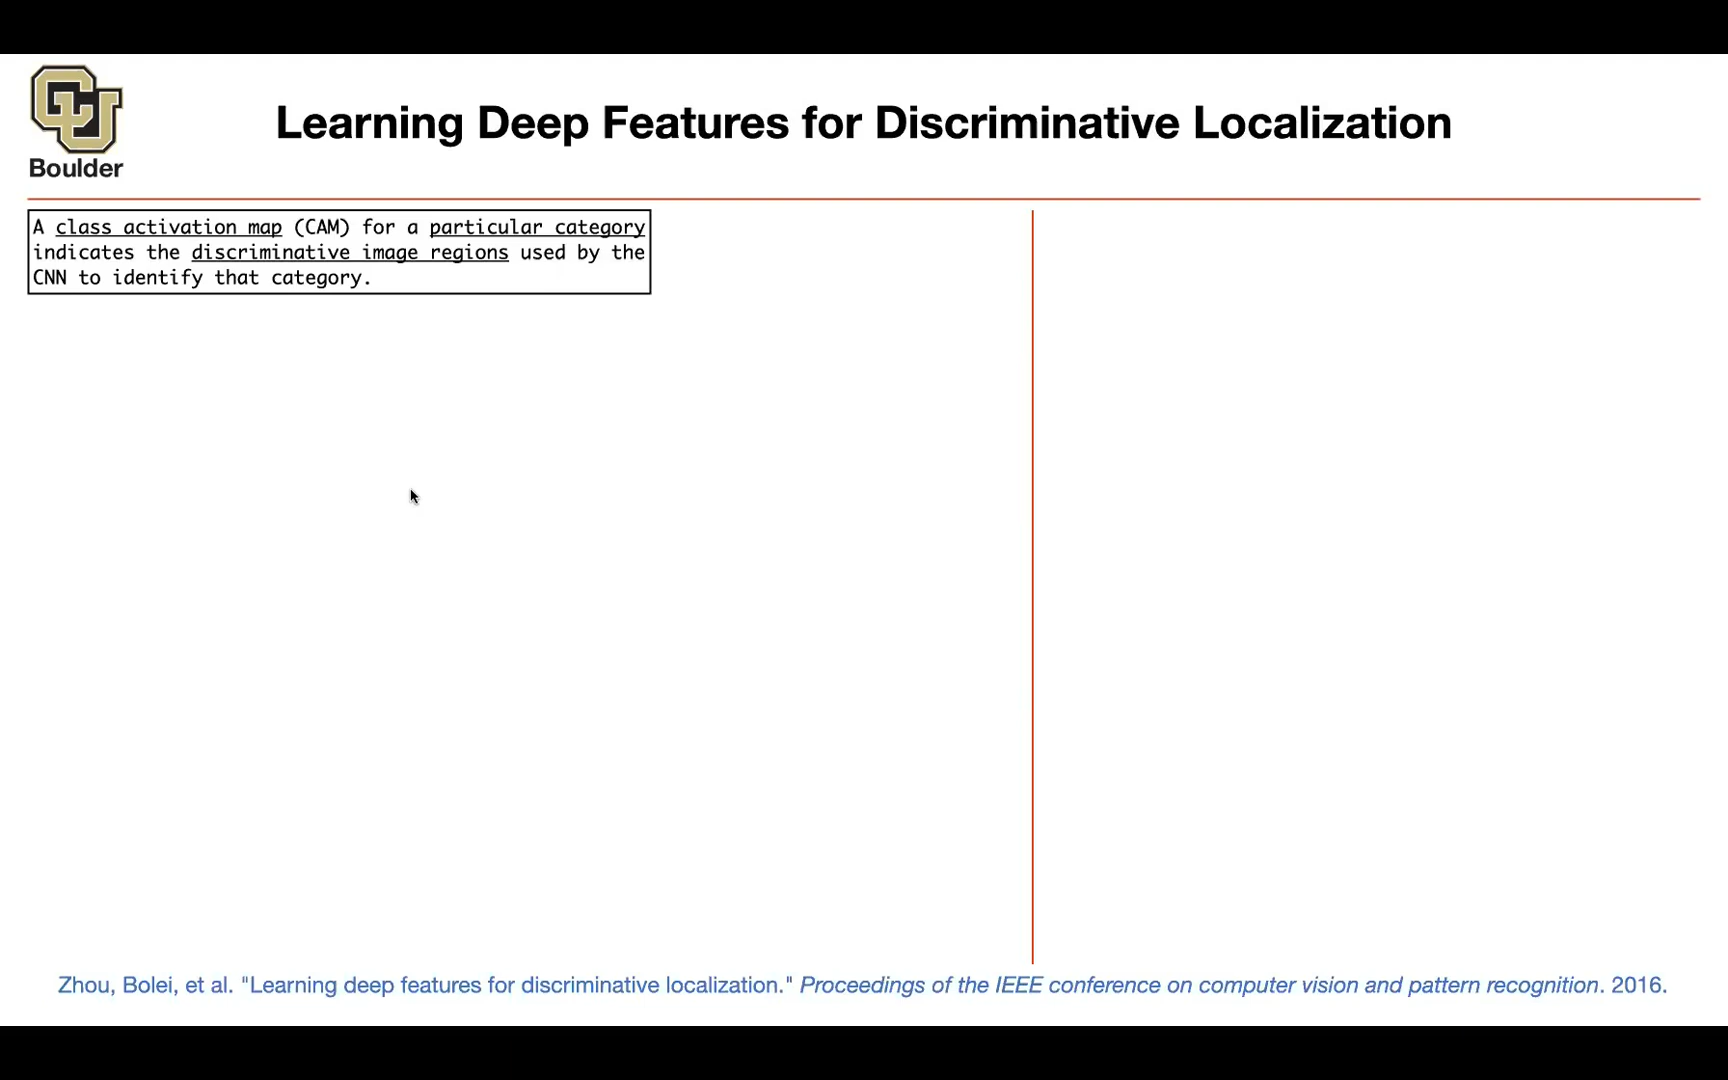 CU
Boulder
Learning Deep Features for Discriminative Localization
A class activation map (CAM) for a particular category
indicates the discriminative image regions used by the
CNN to identify that category.
Zhou, Bolei, et al. "Learning deep features for discriminative localization." Proceedings of the IEEE conference on computer vision and pattern recognition. 2016.